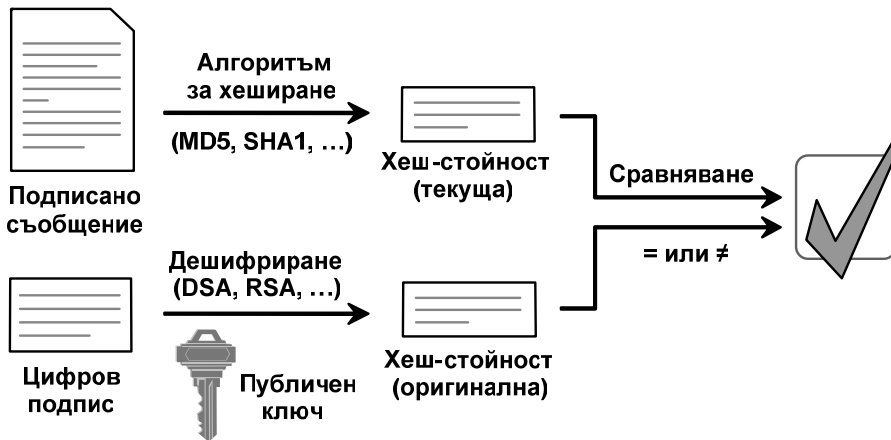 Алгоритъм
за хеширане
(MD5, SHA1, …)
Подписано
съобщение
Хеш-стойност
(текуща)
Сравняване
= или ≠
Дешифриране
(DSA, RSA, …)
Цифров
подпис
Публичен
ключ
Хеш-стойност
(оригинална)